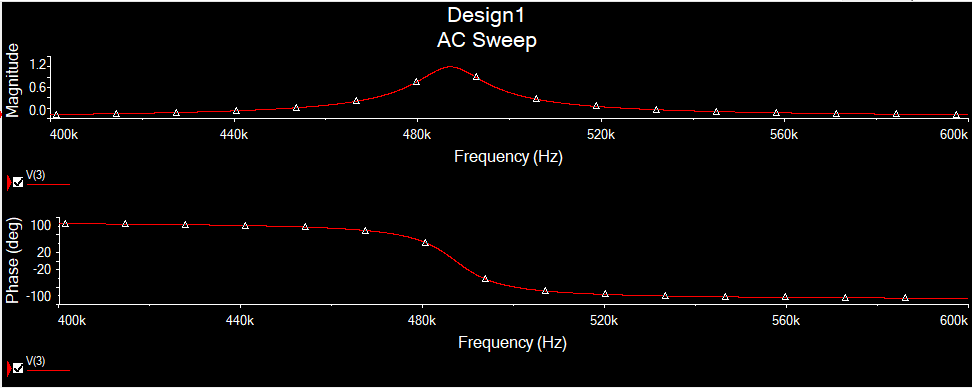 Design1
AC Sweep
Magnitude
1.2
0.6
0.0
400k 440k 480k 520k 560k 600k
Frequency (Hz)
V(3)
Phase (deg)
100
20
-20
-100
400k 440k 480k 520k 560k 600k
Frequency (Hz)
V(3)